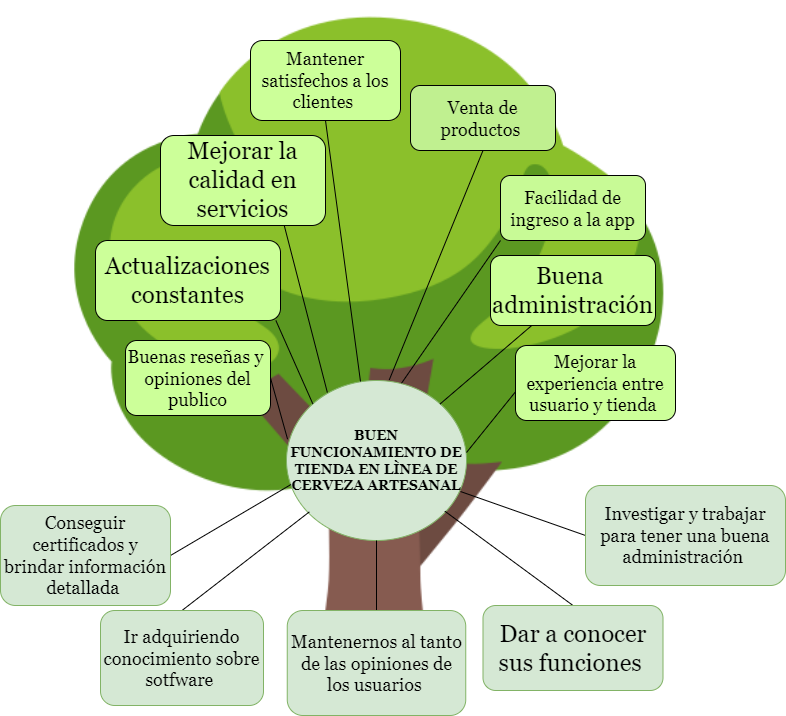 Mantener
satisfechos a los
clientes
Venta de
productos
Mejorar la
calidad en
servicios
Facilidad de
ingreso a la app
Actualizaciones
constantes
Buena
administración
Buenas reseñas y
opiniones del
publico
Mejorar la
experiencia entre
usuario y tienda
BUEN
FUNCIONAMIENTO DE
TIENDA EN LÌNEA DE
CERVEZA ARTESANAL
Conseguir
certificados y
brindar información
detallada
Investigar y trabajar
para tener una buena
administración
Ir adquiriendo
conocimiento sobre
sotfware
Mantenernos al tanto
de las opiniones de
los usuarios
Dar a conocer
sus funciones